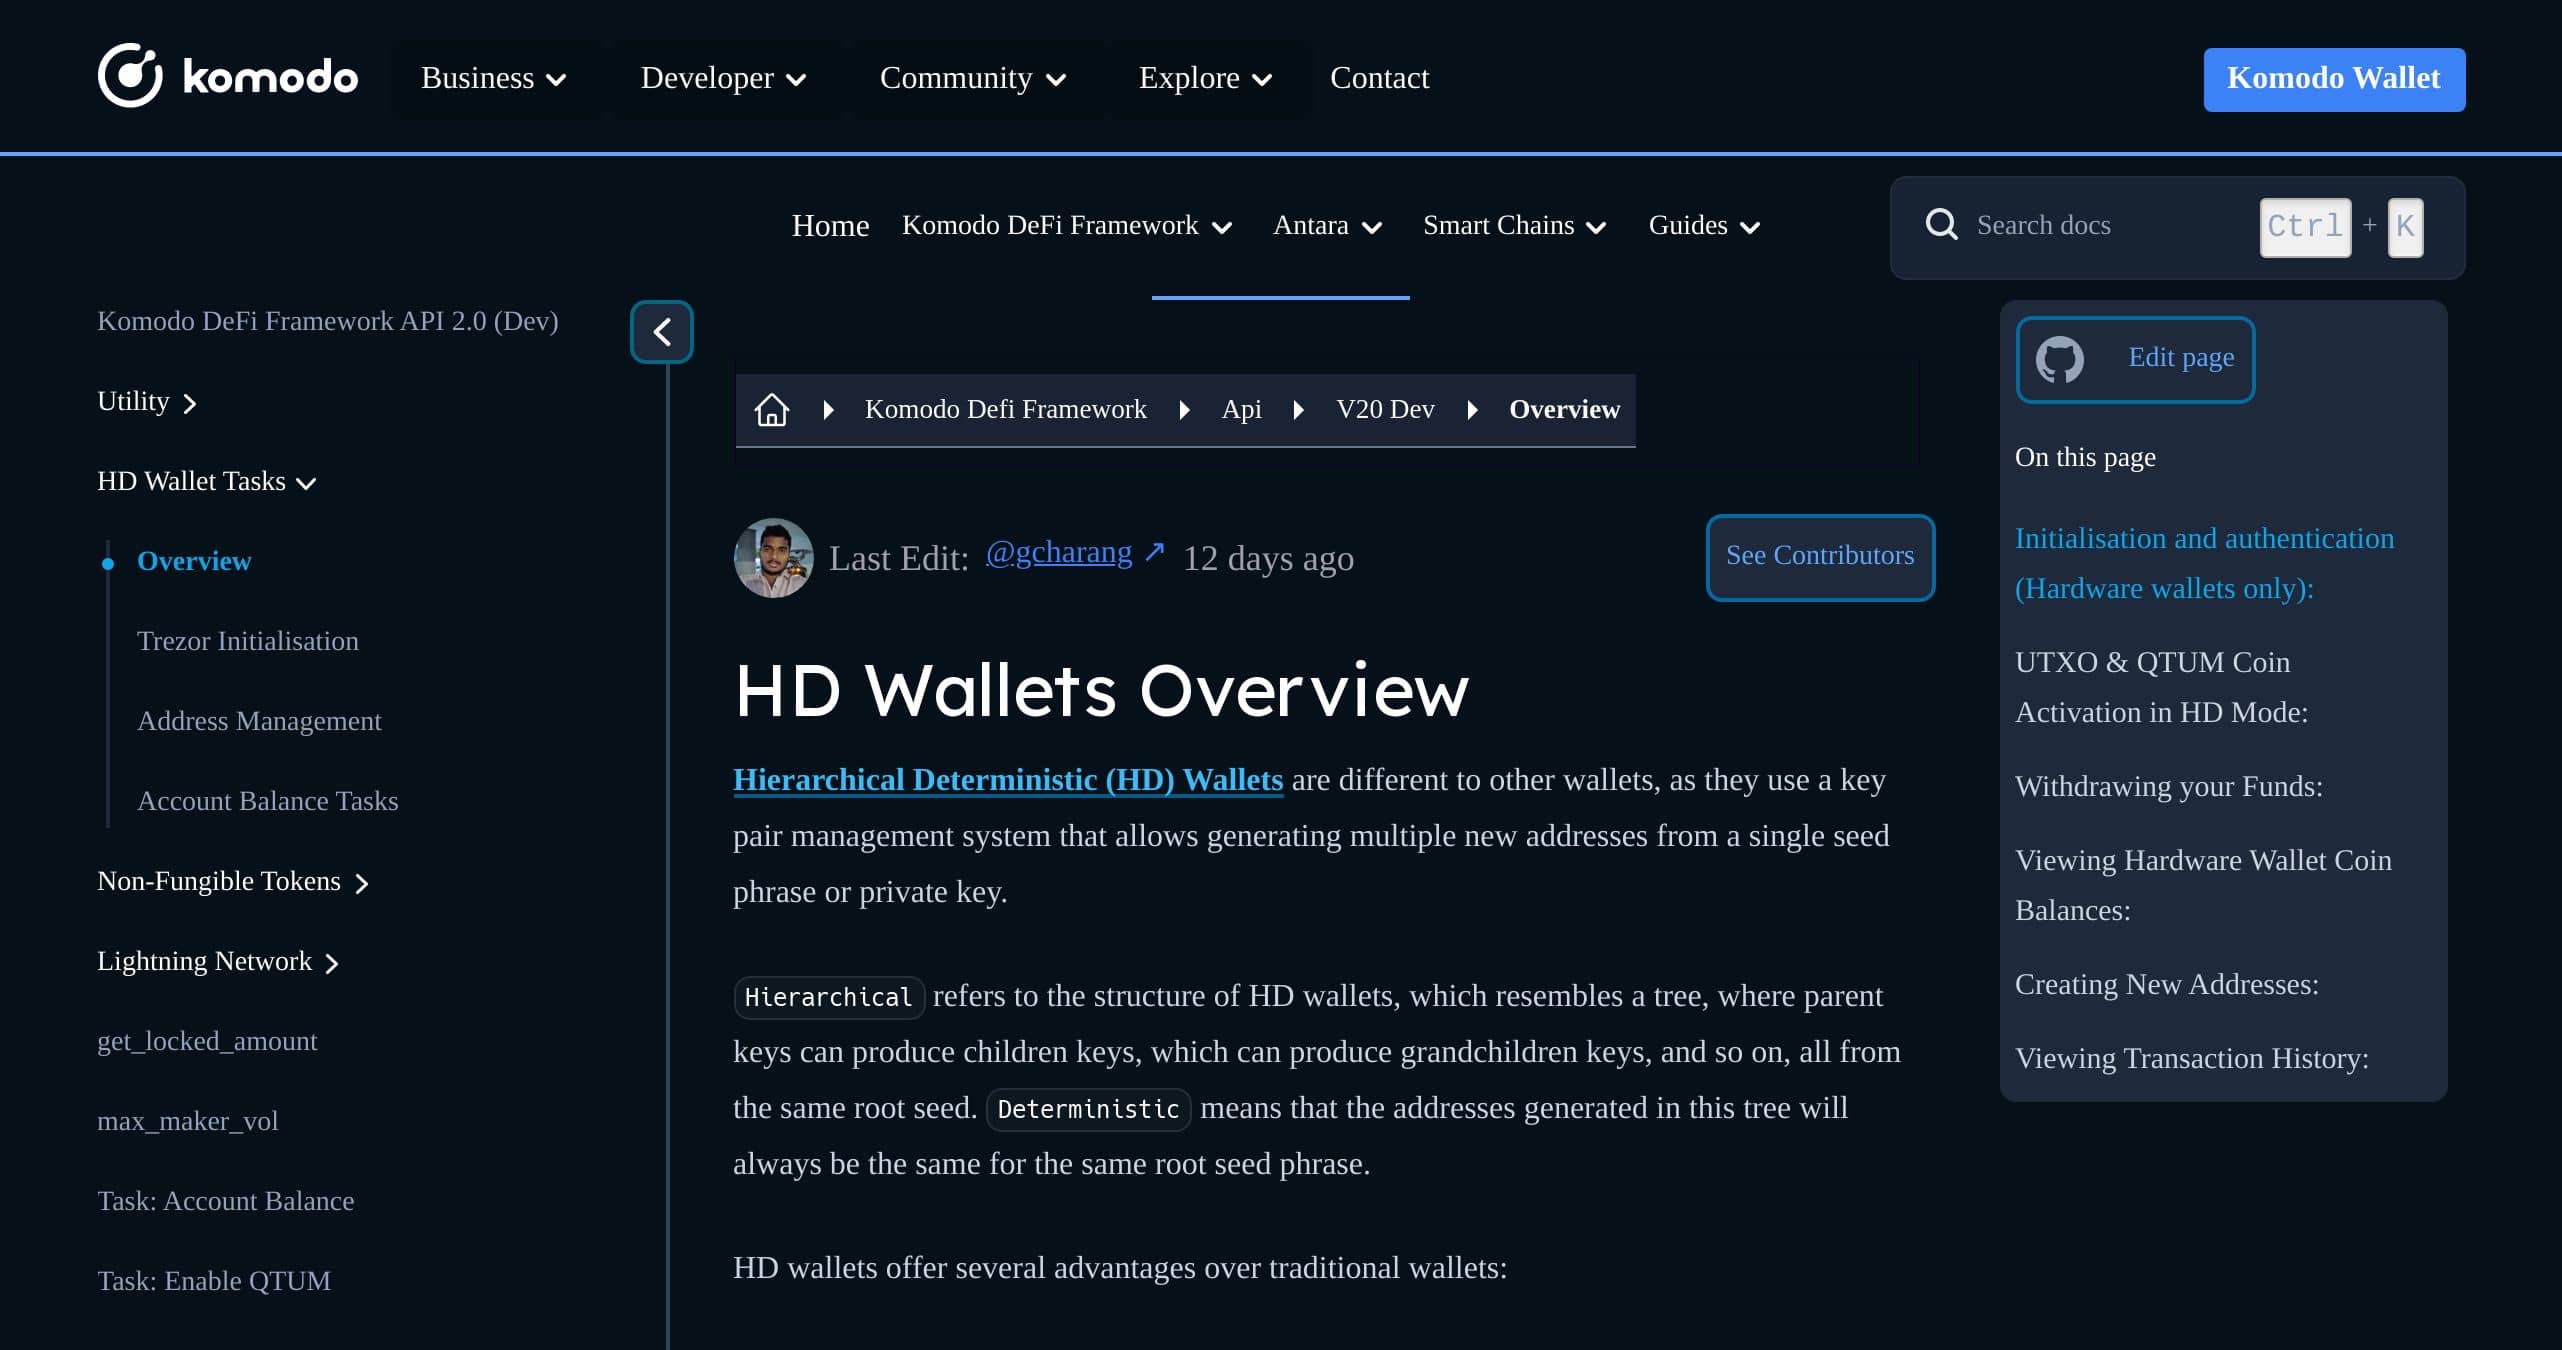 komodo
Business
Developer
Community
Explore
Contact
Komodo Wallet
Home
Komodo DeFi Framework
Antara
Smart Chains
Guides
Search docs
Ctrl + K
Komodo DeFi Framework API 2.0 (Dev)
Utility
HD Wallet Tasks
Overview
Trezor Initialisation
Address Management
Account Balance Tasks
Non-Fungible Tokens
Lightning Network
get_locked_amount
max_maker_vol
Task: Account Balance
Task: Enable QTUM
Komodo Defi Framework
Api
V20 Dev
Overview
Last Edit: @gcharang ↗ 12 days ago
See Contributors
HD Wallets Overview
Hierarchical Deterministic (HD) Wallets are different to other wallets, as they use a key
pair management system that allows generating multiple new addresses from a single seed
phrase or private key.
Hierarchical refers to the structure of HD wallets, which resembles a tree, where parent
keys can produce children keys, which can produce grandchildren keys, and so on, all from
the same root seed. Deterministic means that the addresses generated in this tree will
always be the same for the same root seed phrase.
HD wallets offer several advantages over traditional wallets:
Edit page
On this page
Initialisation and authentication
(Hardware wallets only):
UTXO & QTUM Coin
Activation in HD Mode:
Withdrawing your Funds:
Viewing Hardware Wallet Coin
Balances:
Creating New Addresses:
Viewing Transaction History: